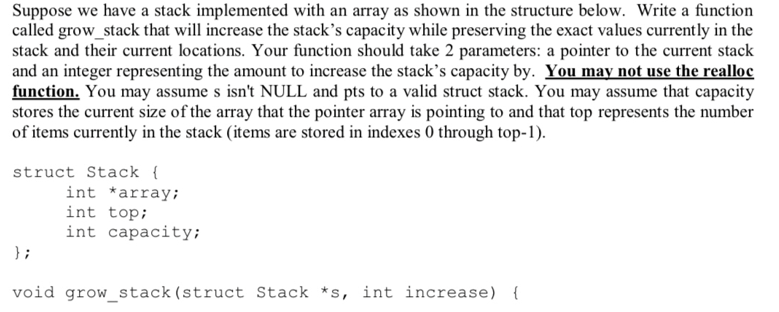 Suppose we have a stack implemented with an array as shown in the structure below. Write a function
called grow_stack that will increase the stack's capacity while preserving the exact values currently in the
stack and their current locations. Your function should take 2 parameters: a pointer to the current stack
and an integer representing the amount to increase the stack's capacity by. You may not use the realloc
function. You may assume s isn't NULL and pts to a valid struct stack. You may assume that capacity
stores the current size of the array that the pointer array is pointing to and that top represents the number
of items currently in the stack (items are stored in indexes 0 through top-1).
struct Stack {
int *array;
int top;
int capacity;
};
void grow_stack(struct Stack *s, int increase) {